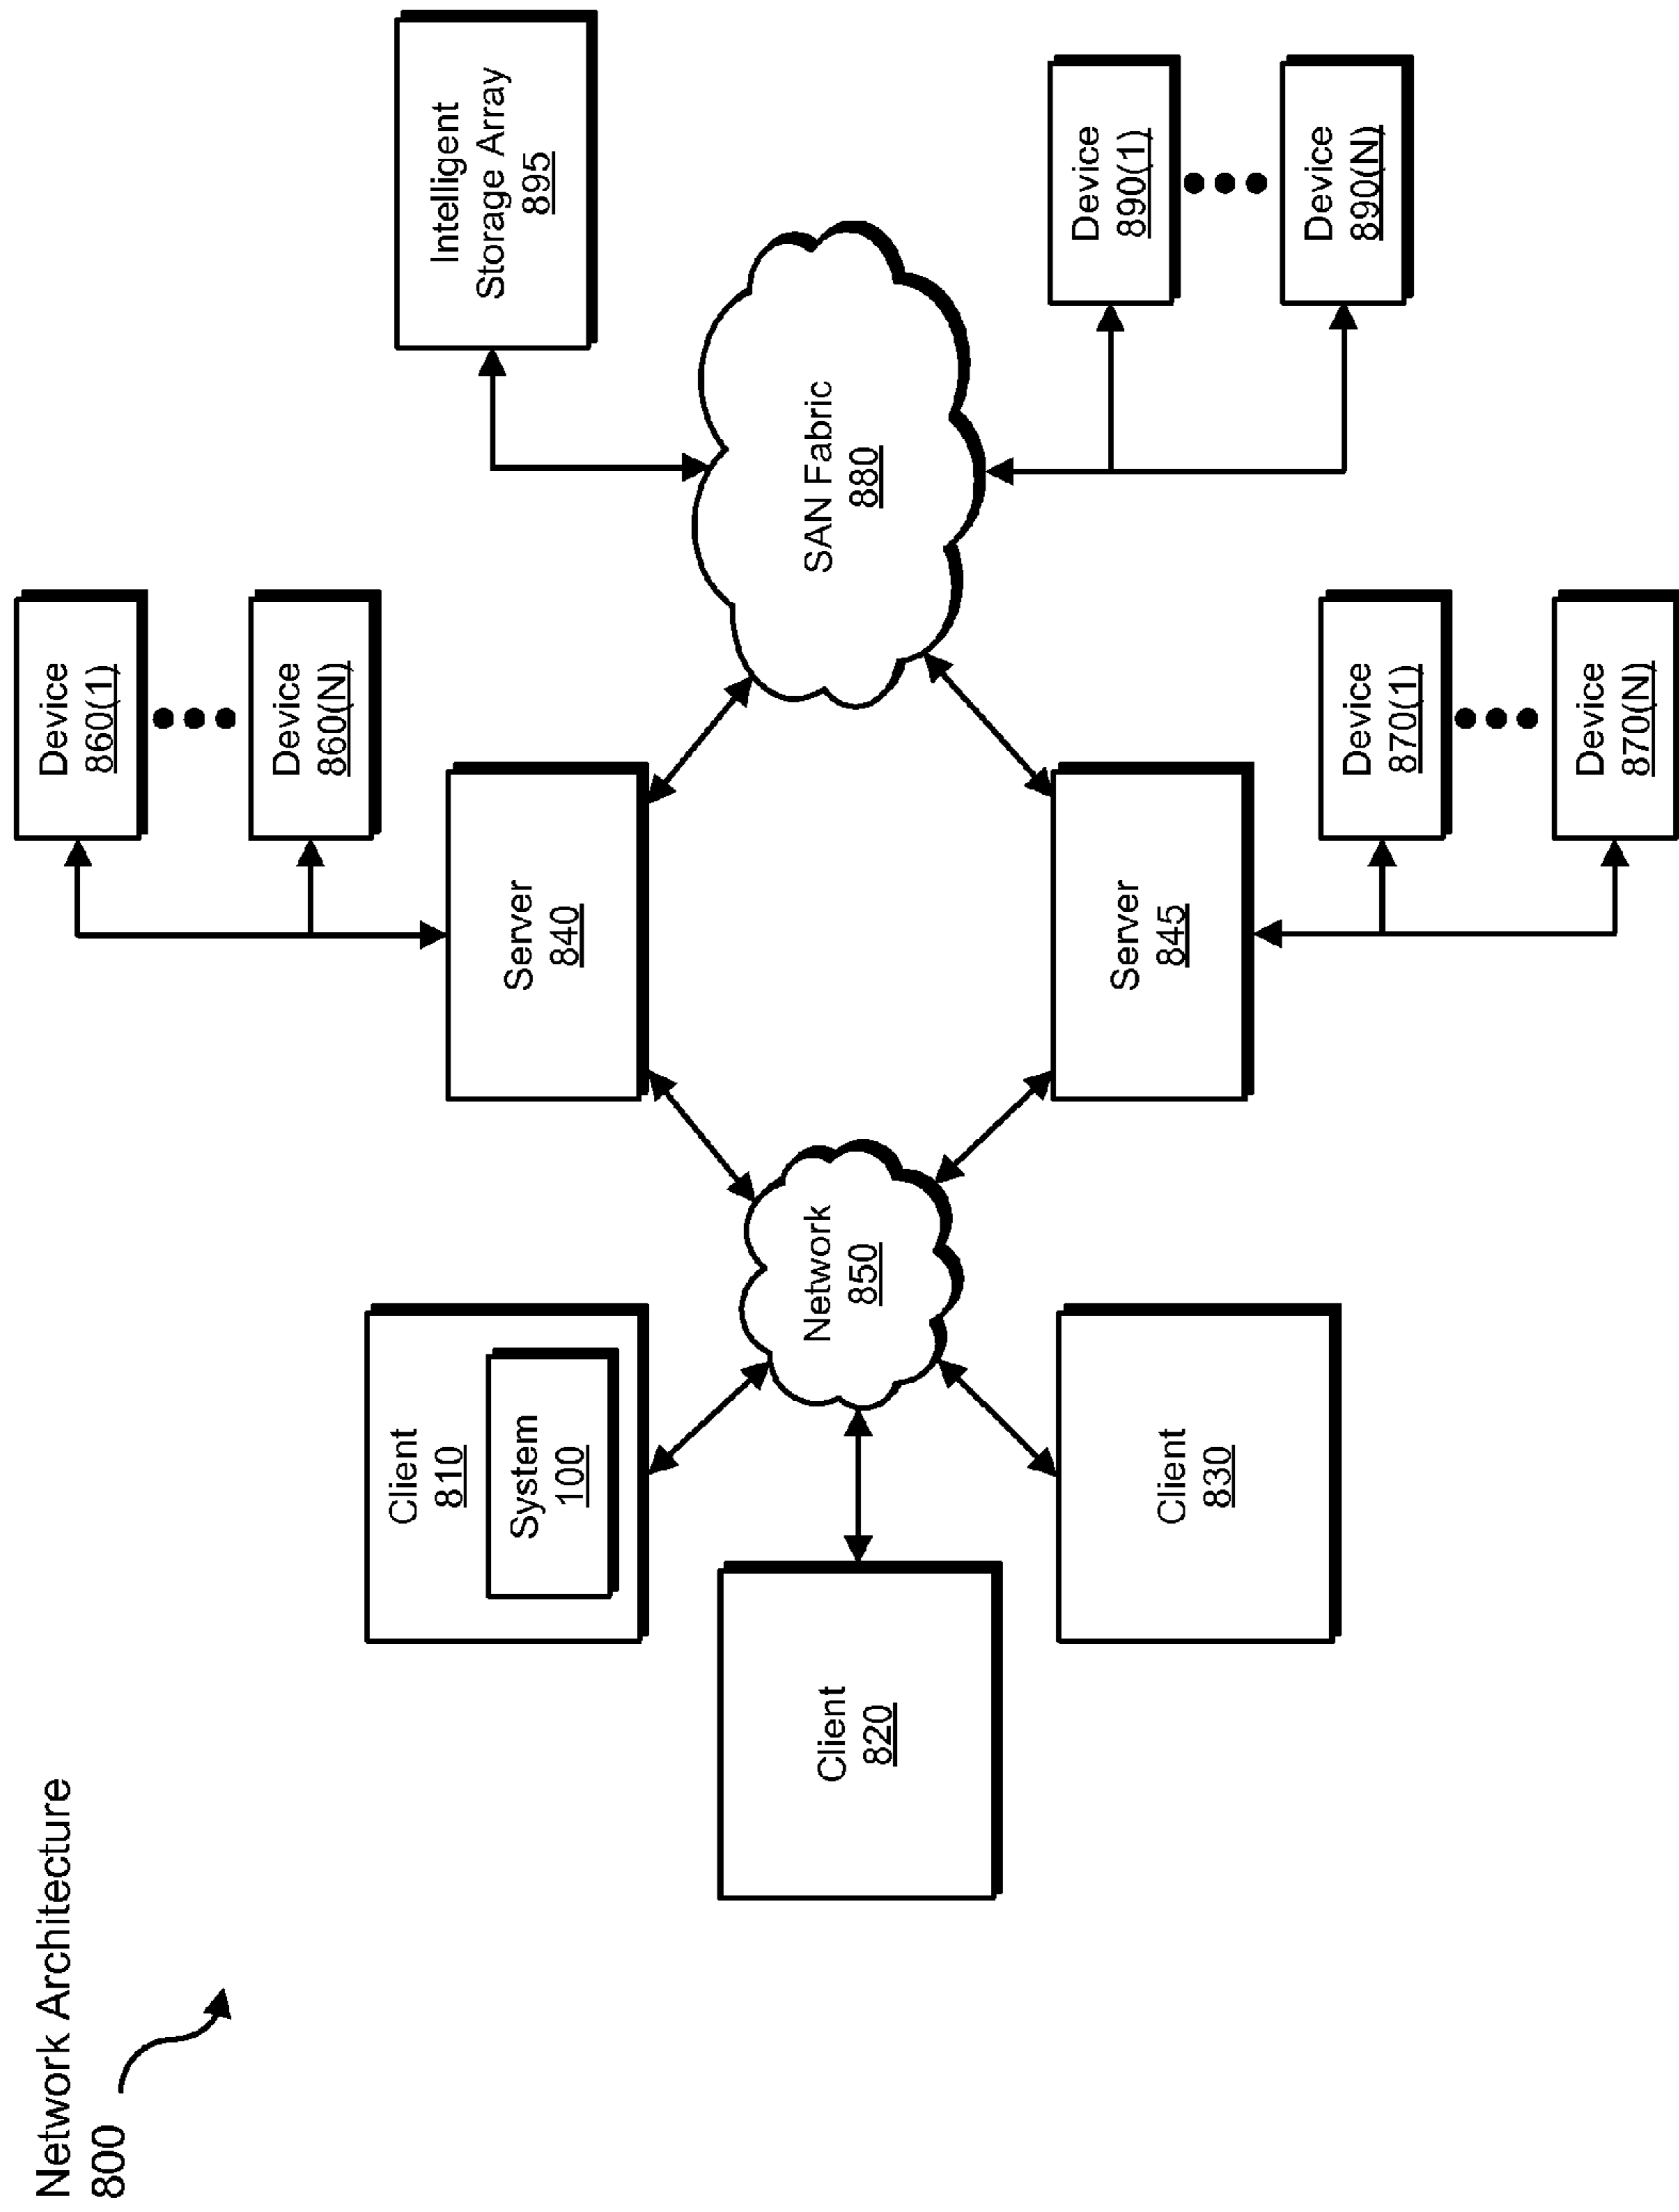 Network Architecture
800
Device
860(1)
Device
860(N)
Intelligent
Storage Array
895
Client
810
System
100
Server
840
Client
820
Network
850
SAN Fabric
880
Client
830
Server
845
Device
890(1)
Device
890(N)
Device
870(1)
Device
870(N)